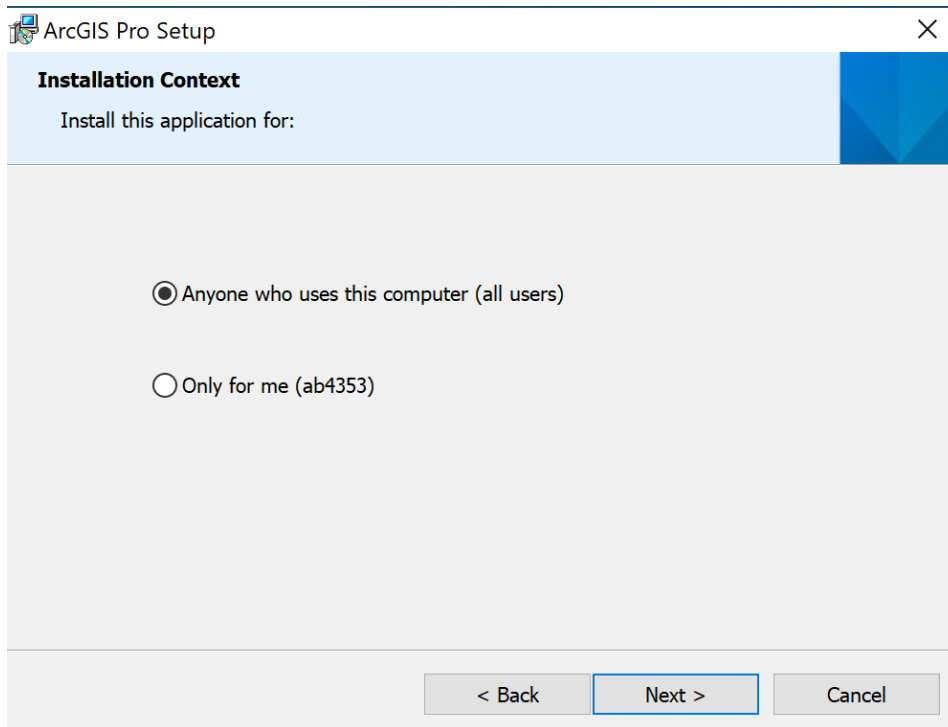 ArcGIS Pro Setup
Installation Context
Install this application for:
Anyone who uses this computer (all users)
Only for me (ab4353)
< Back Next > Cancel